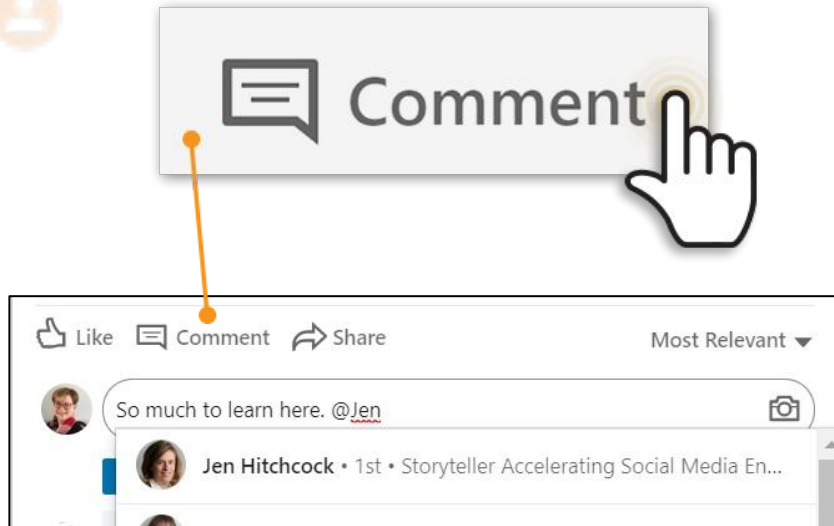 Comment
Like Comment Share Most Relevant
So much to learn here. @Jen
Jen Hitchcock • 1st • Storyteller Accelerating Social Media En...